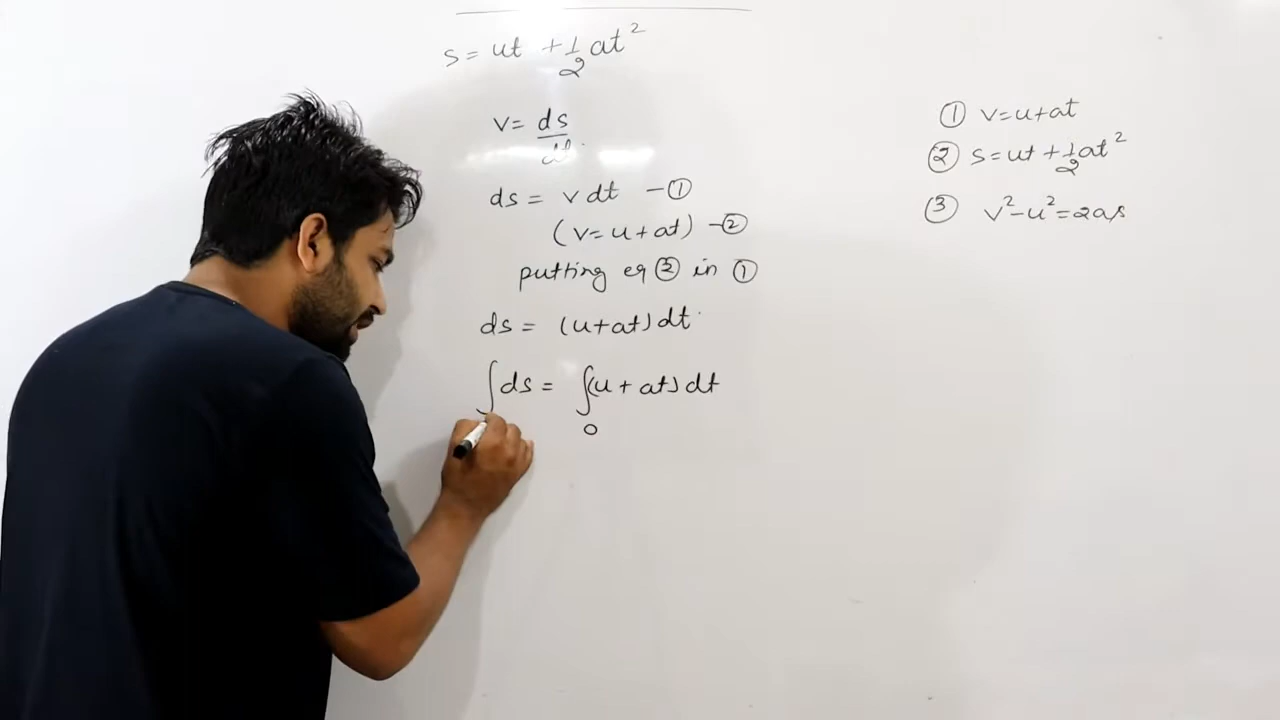 s = ut + 1/2 at²
v = ds/dt
ds = v dt - ①
(v = u + at) - ②
putting eq ② in ①
ds = (u + at) dt
∫ds = ∫₀(u + at) dt
① v = u + at
② s = ut + 1/2 at²
③ v² - u² = 2as